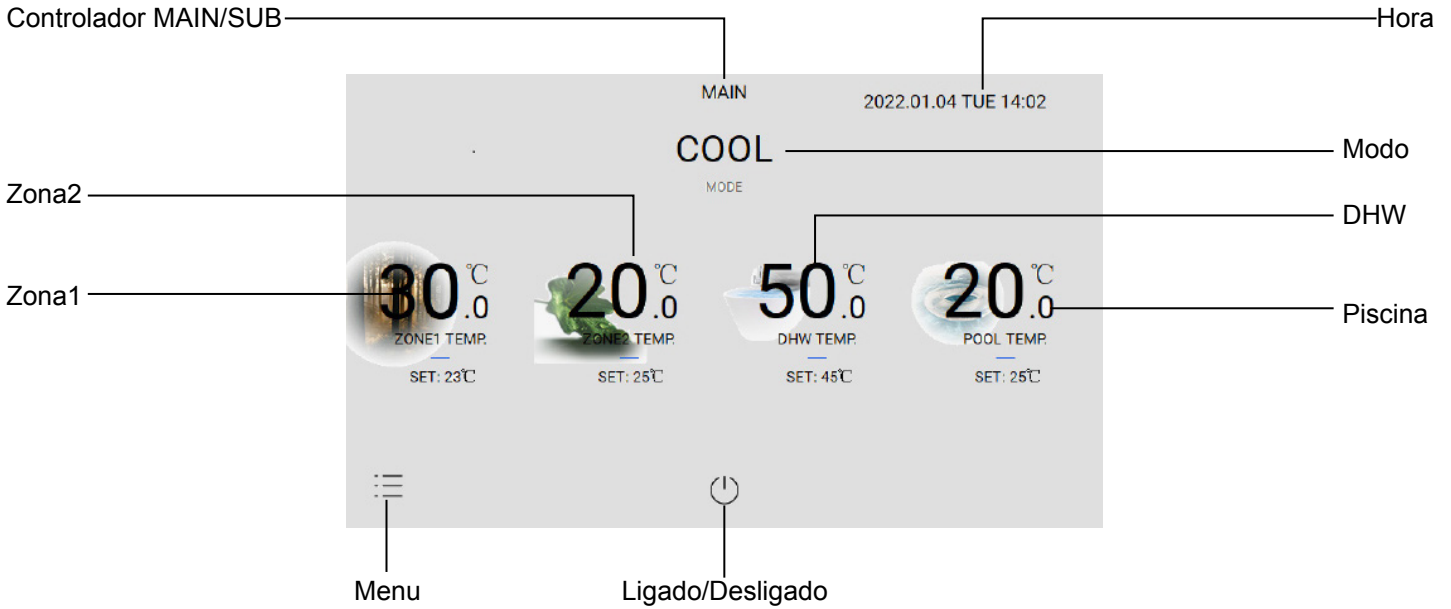 Controlador MAIN/SUB
Hora
MAIN
2022.01.04 TUE 14:02
COOL
Modo
MODE
Zona2
DHW
Zona1
30.0 ℃
20.0 ℃
50.0 ℃
20.0 ℃
Piscina
ZONE1 TEMP.
ZONE2 TEMP.
DHW TEMP.
POOL TEMP.
SET: 23℃
SET: 25℃
SET: 45℃
SET: 25℃
Menu
Ligado/Desligado